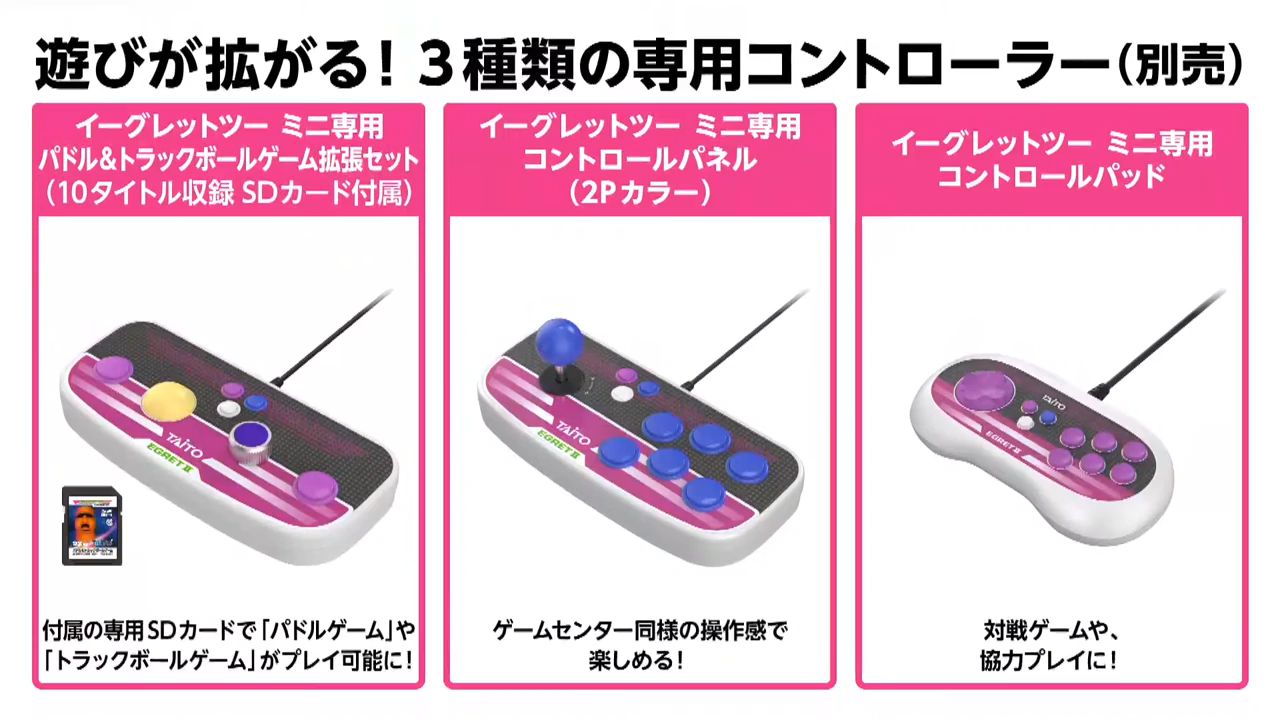 遊びが拡がる！３種類の専用コントローラー（別売）
イーグレットツー ミニ専用
パドル＆トラックボールゲーム拡張セット
（10タイトル収録 SDカード付属）
TAITO
EGRET II
付属の専用SDカードで「パドルゲーム」や
「トラックボールゲーム」がプレイ可能に！
イーグレットツー ミニ専用
コントロールパネル
（2Pカラー）
TAITO
EGRET II
ゲームセンター同様の操作感で
楽しめる！
イーグレットツー ミニ専用
コントロールパッド
TAITO
EGRET II
対戦ゲームや、
協力プレイに！